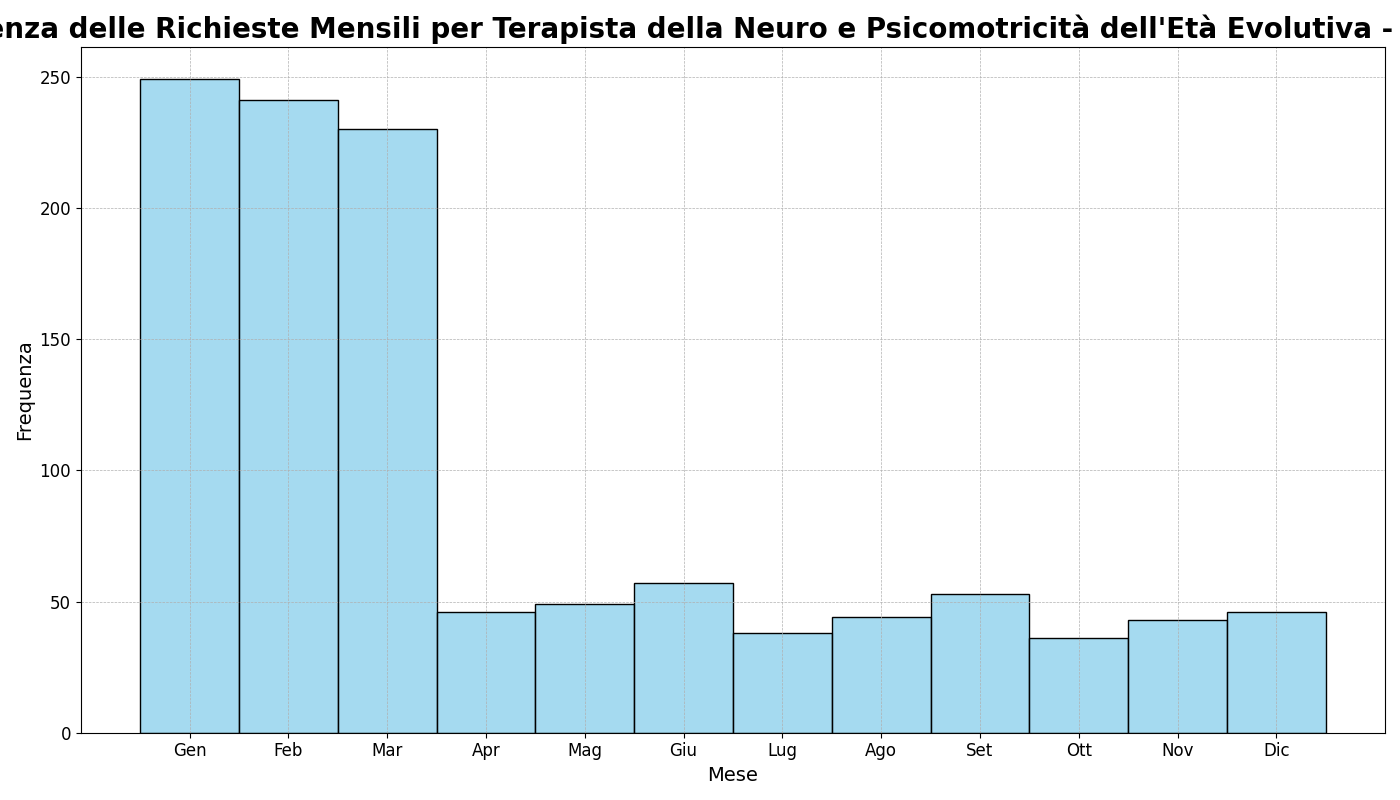 delle Richieste Mensili per Terapista della Neuro e Psicomotricità dell'Età Evolutiva -
250
200
150
100
50
0
Frequenza
Gen Feb Mar Apr Mag Giu Lug Ago Set Ott Nov Dic
Mese